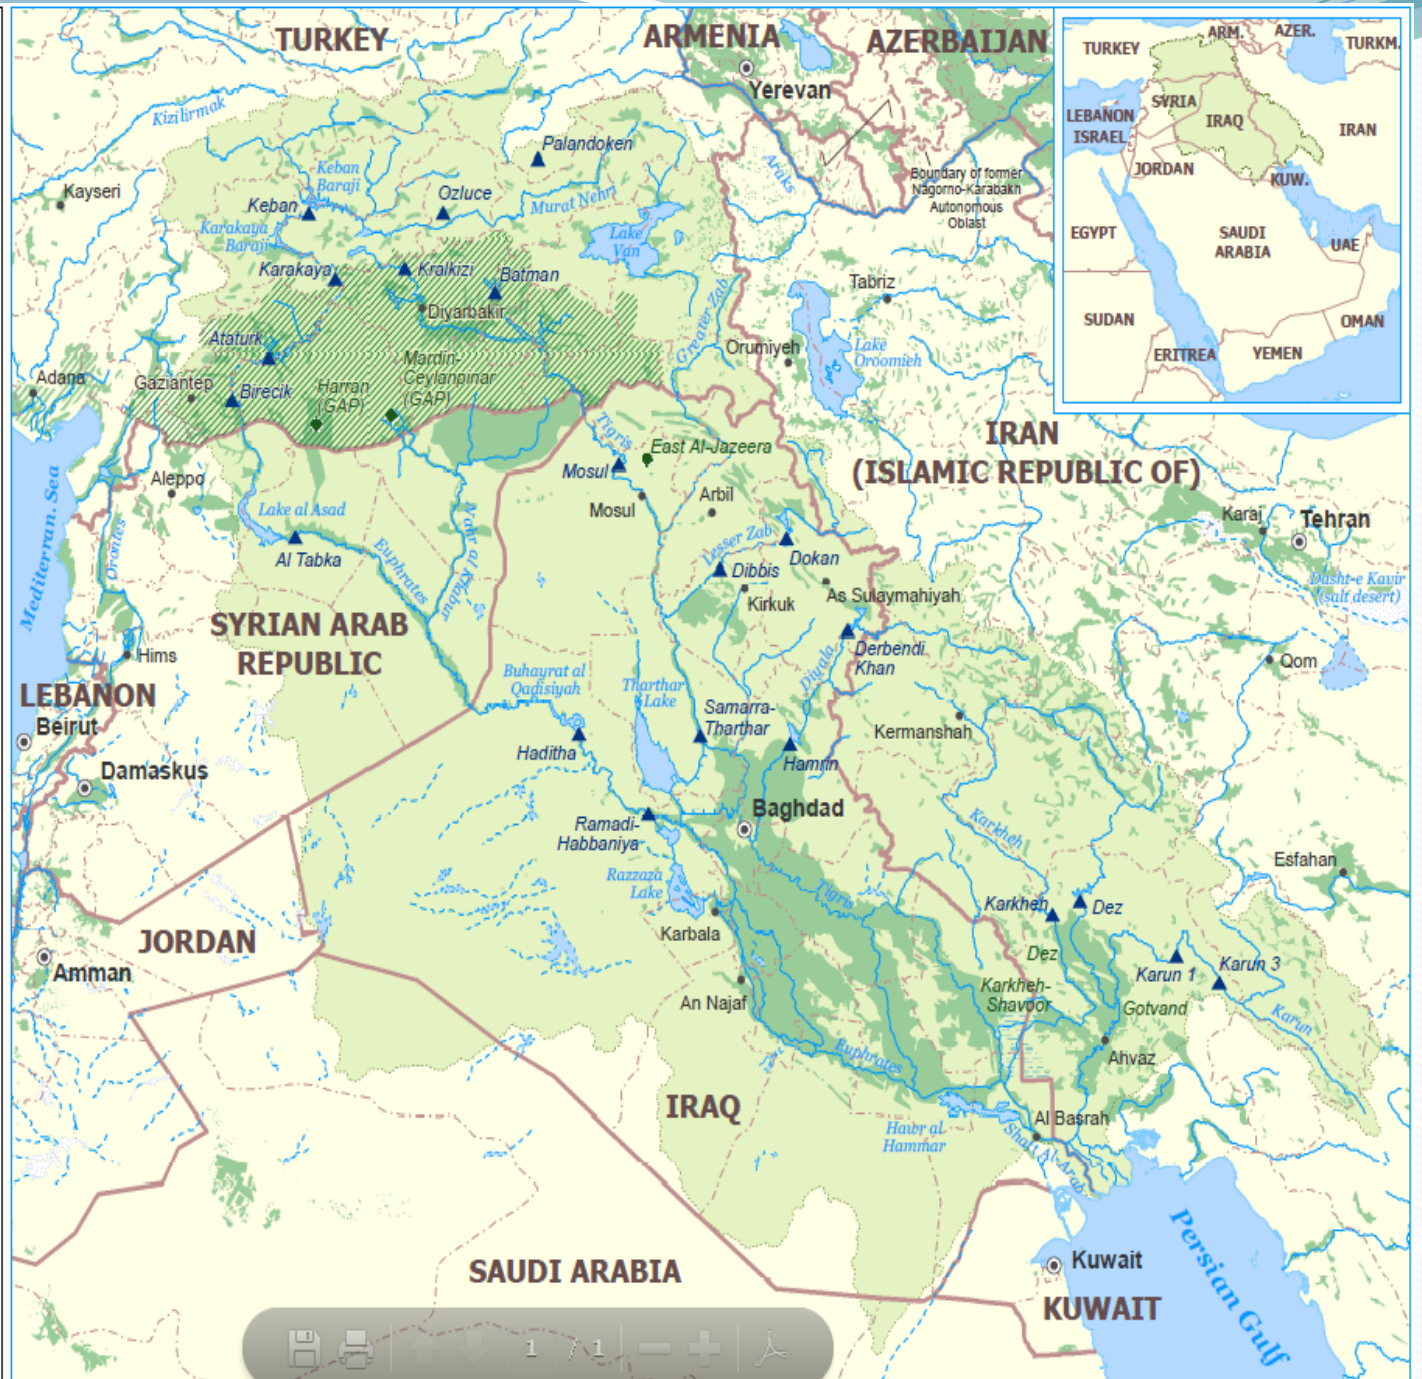 TURKEY
ARMENIA
AZERBAIJAN
Yerevan
Kizilirmak
Palandoken
Keban
Baraji
Kayseri
Keban
Ozluce
Murat Nehri
Araks
Boundary of former
Nagorno-Karabakh
Autonomous
Oblast
Karakaya
Baraji
Lake
Van
Karakaya
Kralkizi
Batman
Tabriz
Diyarbakir
Greater Zab
Ataturk
Orumiyeh
Lake
Oroomieh
Mardin-
Ceylanpinar
(GAP)
Adana
Gaziantep
Birecik
Harran
(GAP)
Tigris
East Al-Jazeera
IRAN
(ISLAMIC REPUBLIC OF)
Mosul
Aleppo
Mosul
Arbil
Lake al Asad
Nahr al Khabur
Karaj
Tehran
Mediterran. Sea
Orontes
Al Tabka
Euphrates
Lesser Zab
Dokan
Dibbis
Kirkuk
As Sulaymahiyah
Dasht-e Kavir
(salt desert)
SYRIAN ARAB
REPUBLIC
Hims
Derbendi
Khan
Qom
Diyala
LEBANON
Beirut
Buhayrat al
Qadisiyah
Tharthar
Lake
Samarra-
Tharthar
Kermanshah
Haditha
Hamrin
Damaskus
Baghdad
Ramadi-
Habbaniya
Karkheh
Esfahan
Razzaza
Lake
Tigris
Karkheh
Dez
Karbala
JORDAN
Amman
Dez
Karun 1
Karun 3
An Najaf
Karkheh-
Shavoor
Gotvand
Karun
Euphrates
Ahvaz
IRAQ
Hawr al
Hammar
Al Basrah
Shatt Al-Arab
SAUDI ARABIA
Kuwait
KUWAIT
Persian Gulf
1 / 1
TURKEY
ARM.
AZER.
TURKM.
SYRIA
LEBANON
ISRAEL
IRAQ
IRAN
JORDAN
KUW.
EGYPT
SAUDI
ARABIA
UAE
SUDAN
OMAN
ERITREA
YEMEN